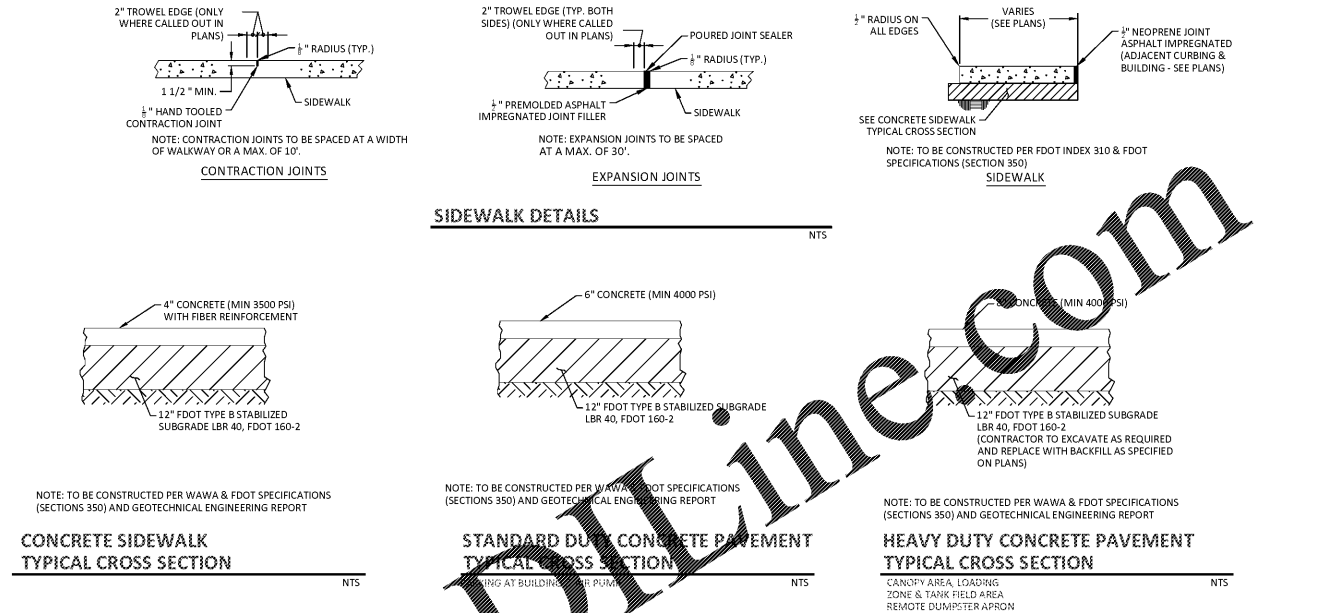 2" TROWEL EDGE (ONLY
WHERE CALLED OUT IN
PLANS)
1/8" RADIUS (TYP.)
1 1/2" MIN.
1/8" HAND TOOLED
CONTRACTION JOINT
SIDEWALK
NOTE: CONTRACTION JOINTS TO BE SPACED AT A WIDTH
OF WALKWAY OR A MAX. OF 10'.
CONTRACTION JOINTS
2" TROWEL EDGE (TYP. BOTH
SIDES) (ONLY WHERE CALLED
OUT IN PLANS)
POURED JOINT SEALER
1/8" RADIUS (TYP.)
1/2" PREMOLDED ASPHALT
IMPREGNATED JOINT FILLER
SIDEWALK
NOTE: EXPANSION JOINTS TO BE SPACED
AT A MAX. OF 30'.
EXPANSION JOINTS
1/2" RADIUS ON
ALL EDGES
VARIES
(SEE PLANS)
1/2" NEOPRENE JOINT
ASPHALT IMPREGNATED
(ADJACENT CURBING &
BUILDING - SEE PLANS)
SEE CONCRETE SIDEWALK
TYPICAL CROSS SECTION
NOTE: TO BE CONSTRUCTED PER FDOT INDEX 310 & FDOT
SPECIFICATIONS (SECTION 350)
SIDEWALK
SIDEWALK DETAILS
NTS
4" CONCRETE (MIN 3500 PSI)
WITH FIBER REINFORCEMENT
12" FDOT TYPE B STABILIZED
SUBGRADE LBR 40, FDOT 160-2
NOTE: TO BE CONSTRUCTED PER WAWA & FDOT SPECIFICATIONS
(SECTIONS 350) AND GEOTECHNICAL ENGINEERING REPORT
CONCRETE SIDEWALK
TYPICAL CROSS SECTION
NTS
6" CONCRETE (MIN 4000 PSI)
12" FDOT TYPE B STABILIZED SUBGRADE
LBR 40, FDOT 160-2
NOTE: TO BE CONSTRUCTED PER WAWA & FDOT SPECIFICATIONS
(SECTIONS 350) AND GEOTECHNICAL ENGINEERING REPORT
STANDARD DUTY CONCRETE PAVEMENT
TYPICAL CROSS SECTION
NTS
AT BUILDING
CONCRETE (MIN 4000 PSI)
12" FDOT TYPE B STABILIZED SUBGRADE
LBR 40, FDOT 160-2
(CONTRACTOR TO EXCAVATE AS REQUIRED
AND REPLACE WITH BACKFILL AS SPECIFIED
ON PLANS)
NOTE: TO BE CONSTRUCTED PER WAWA & FDOT SPECIFICATIONS
(SECTIONS 350) AND GEOTECHNICAL ENGINEERING REPORT
HEAVY DUTY CONCRETE PAVEMENT
TYPICAL CROSS SECTION
NTS
CANOPY AREA, LOADING
ZONE & TANK FIELD AREA
REMOTE DUMPSTER APRON
DLine.com